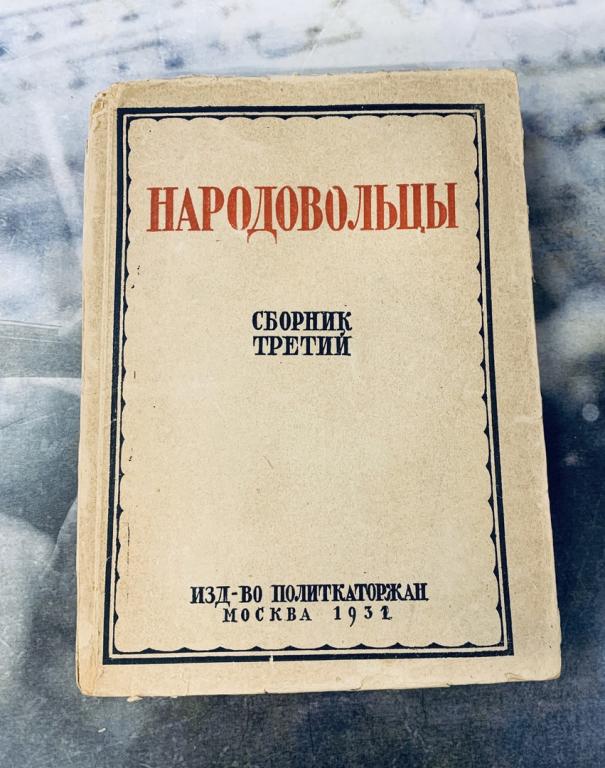 НАРОДОВОЛЬЦЫ
СБОРНИК
ТРЕТИЙ
ИЗД-ВО ПОЛИТКАТОРЖАН
МОСКВА 1931